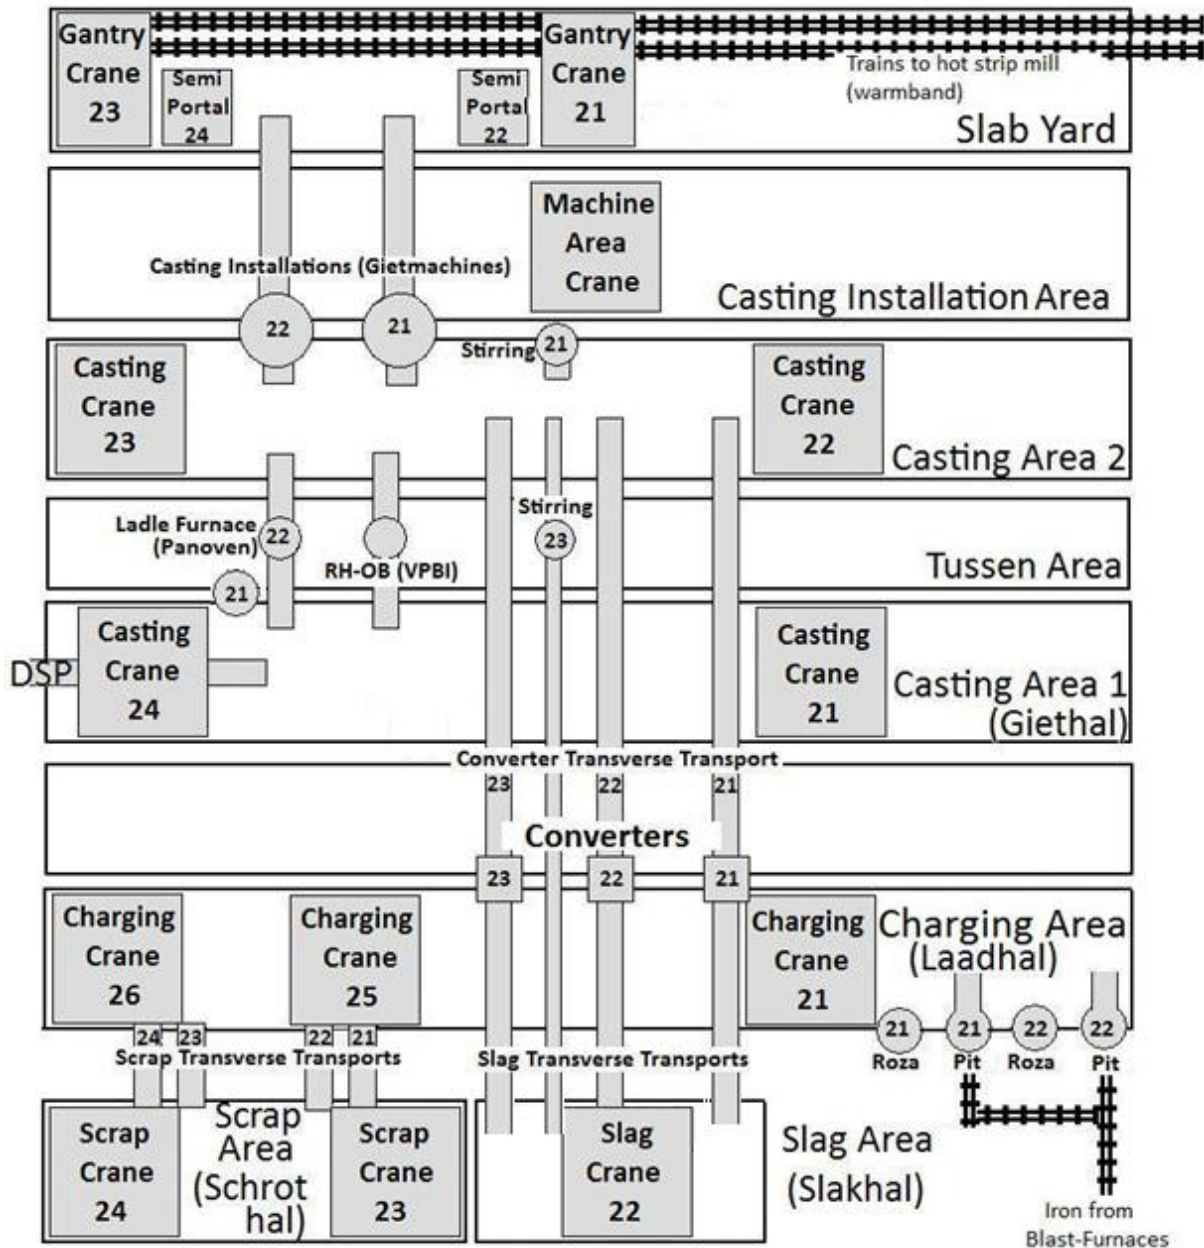 Gantry
Crane
23
Semi
Portal
24
Semi
Portal
22
Gantry
Crane
21
Trains to hot strip mill
(warmband)
Slab Yard
Machine
Area
Crane
Casting Installations (Gietmachines)
Casting Installation Area
22
21
Stirring
21
Casting
Crane
23
Casting
Crane
22
Casting Area 2
Stirring
Ladle Furnace
(Panoven)
22
23
RH-OB (VPBI)
Tussen Area
21
Casting
Crane
24
DSP
Casting
Crane
21
Casting Area 1
(Giethal)
Converter Transverse Transport
23
22
21
Converters
23
22
21
Charging
Crane
26
Charging
Crane
25
Charging
Crane
21
Charging Area
(Laadhal)
24
23
22
21
21
21
22
22
Roza
Pit
Roza
Pit
Scrap Transverse Transports
Slag Transverse Transports
Scrap
Crane
24
Scrap
Area
(Schrot
hal)
Scrap
Crane
23
Slag
Crane
22
Slag Area
(Slakhal)
Iron from
Blast-Furnaces